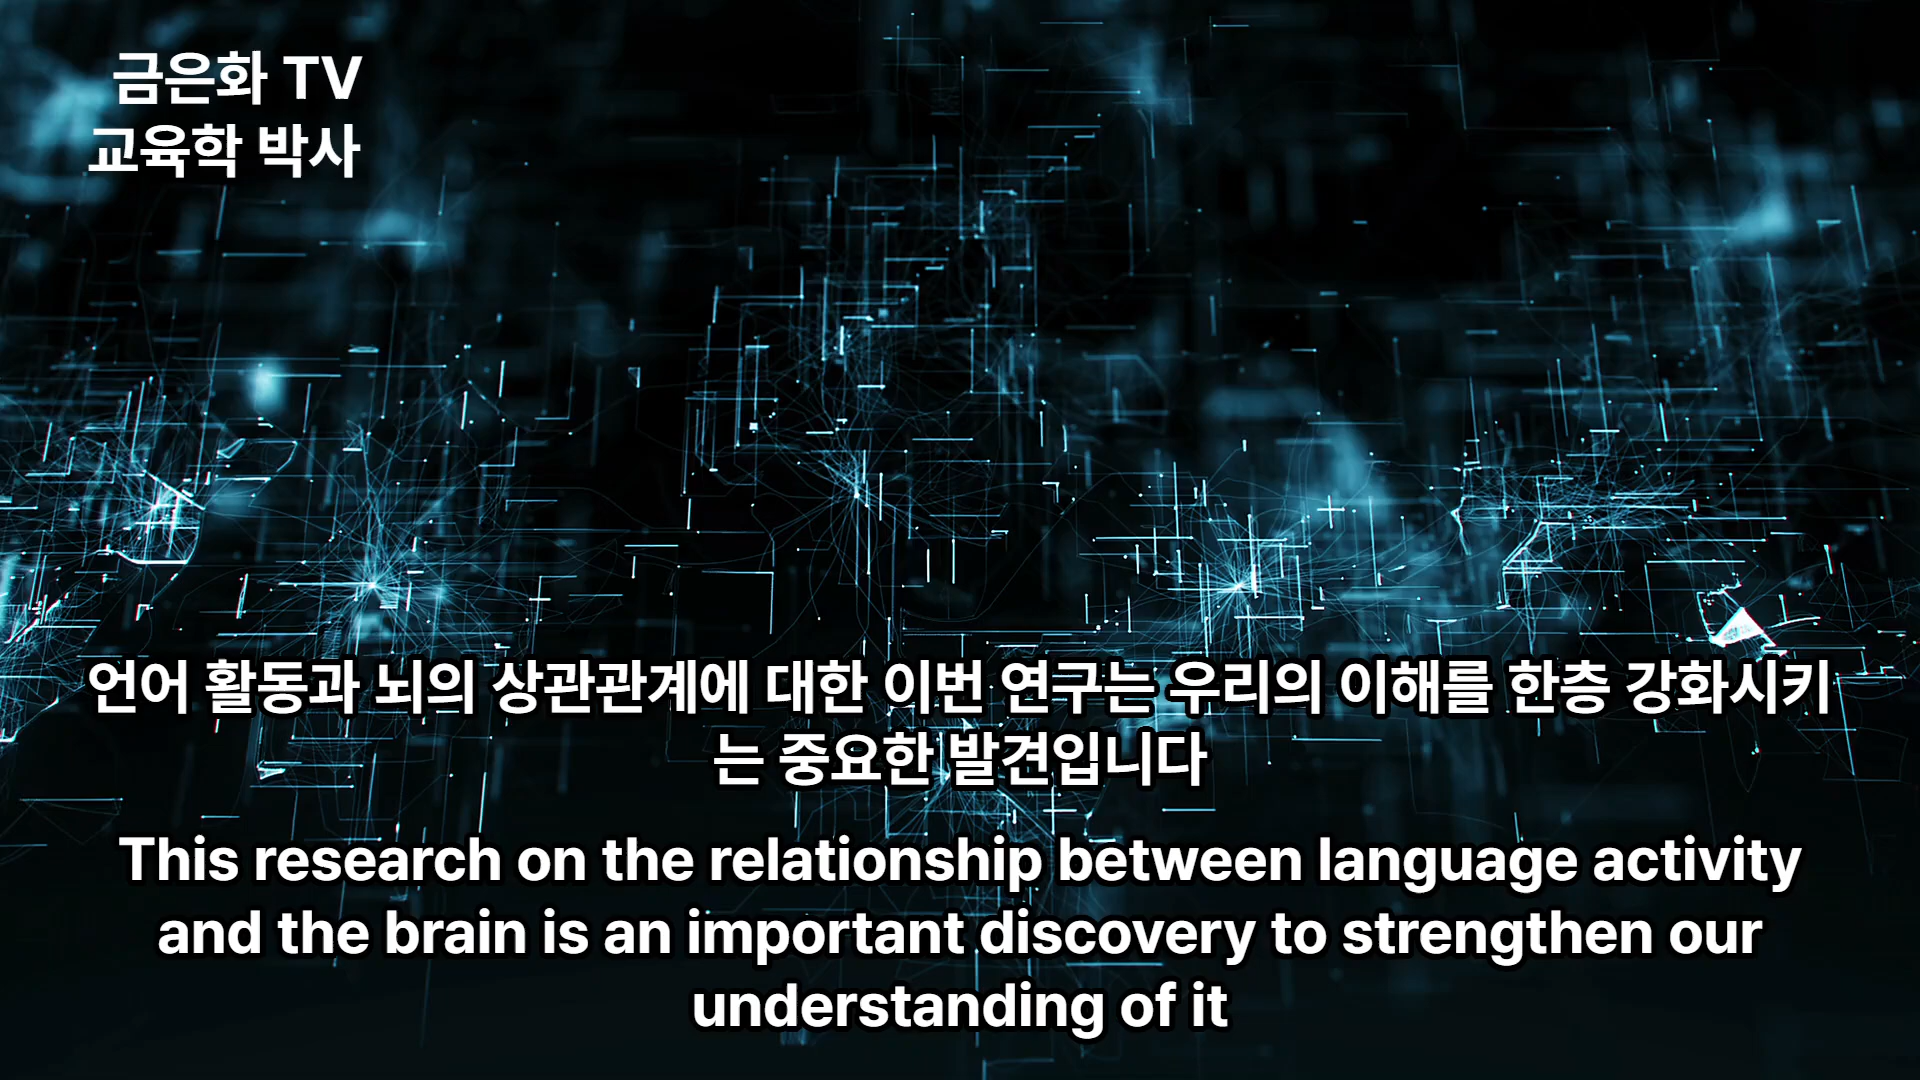 금은화 TV
교육학 박사
언어 활동과 뇌의 상관관계에 대한 이번 연구는 우리의 이해를 한층 강화시키
는 중요한 발견입니다
This research on the relationship between language activity
and the brain is an important discovery to strengthen our
understanding of it